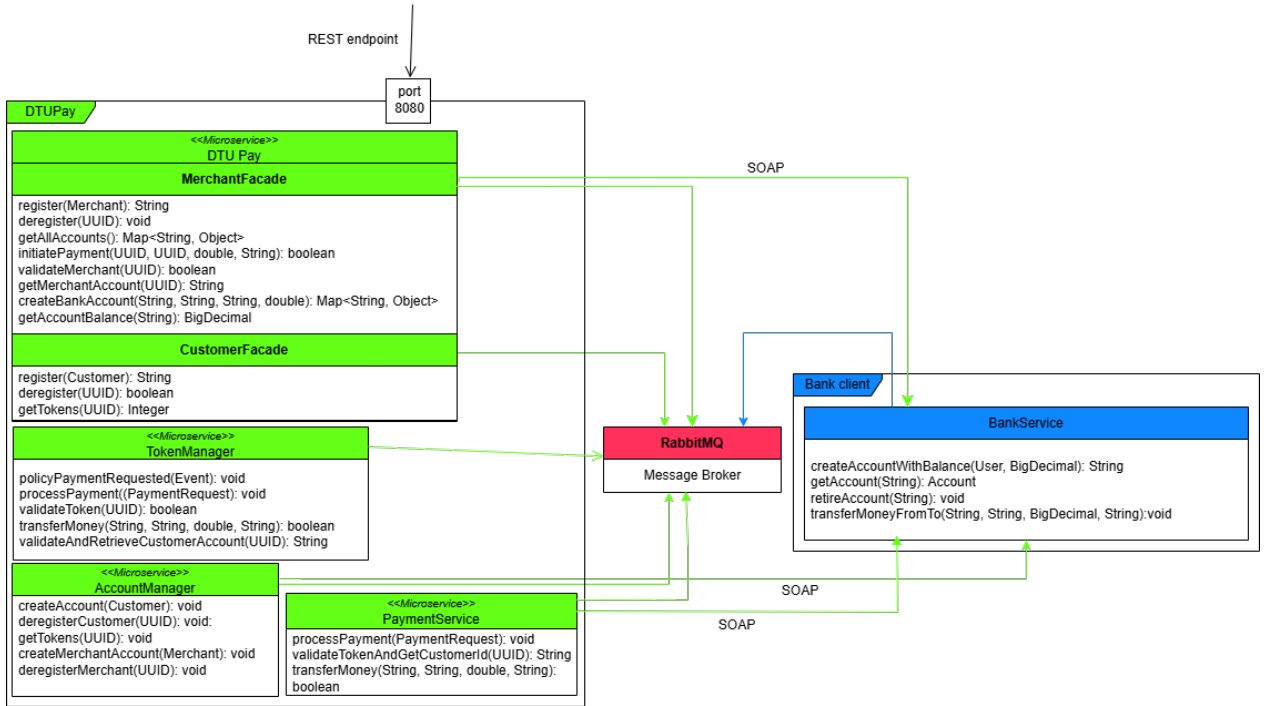 REST endpoint
port
8080
DTUPay
<<Microservice>>
DTU Pay
MerchantFacade
register(Merchant): String
deregister(UUID): void
getAllAccounts(): Map<String, Object>
initiatePayment(UUID, UUID, double, String): boolean
validateMerchant(UUID): boolean
getMerchantAccount(UUID): String
createBankAccount(String, String, String, double): Map<String, Object>
getAccountBalance(String): BigDecimal
CustomerFacade
register(Customer): String
deregister(UUID): boolean
getTokens(UUID): Integer
<<Microservice>>
TokenManager
policyPaymentRequested(Event): void
processPayment((PaymentRequest): void
validateToken(UUID): boolean
transferMoney(String, String, double, String): boolean
validateAndRetrieveCustomerAccount(UUID): String
<<Microservice>>
AccountManager
createAccount(Customer): void
deregisterCustomer(UUID): void:
getTokens(UUID): void
createMerchantAccount(Merchant): void
deregisterMerchant(UUID): void
<<Microservice>>
PaymentService
processPayment(PaymentRequest): void
validateTokenAndGetCustomerId(UUID): String
transferMoney(String, String, double, String):
boolean
SOAP
RabbitMQ
Message Broker
Bank client
BankService
createAccountWithBalance(User, BigDecimal): String
getAccount(String): Account
retireAccount(String): void
transferMoneyFromTo(String, String, BigDecimal, String):void
SOAP
SOAP